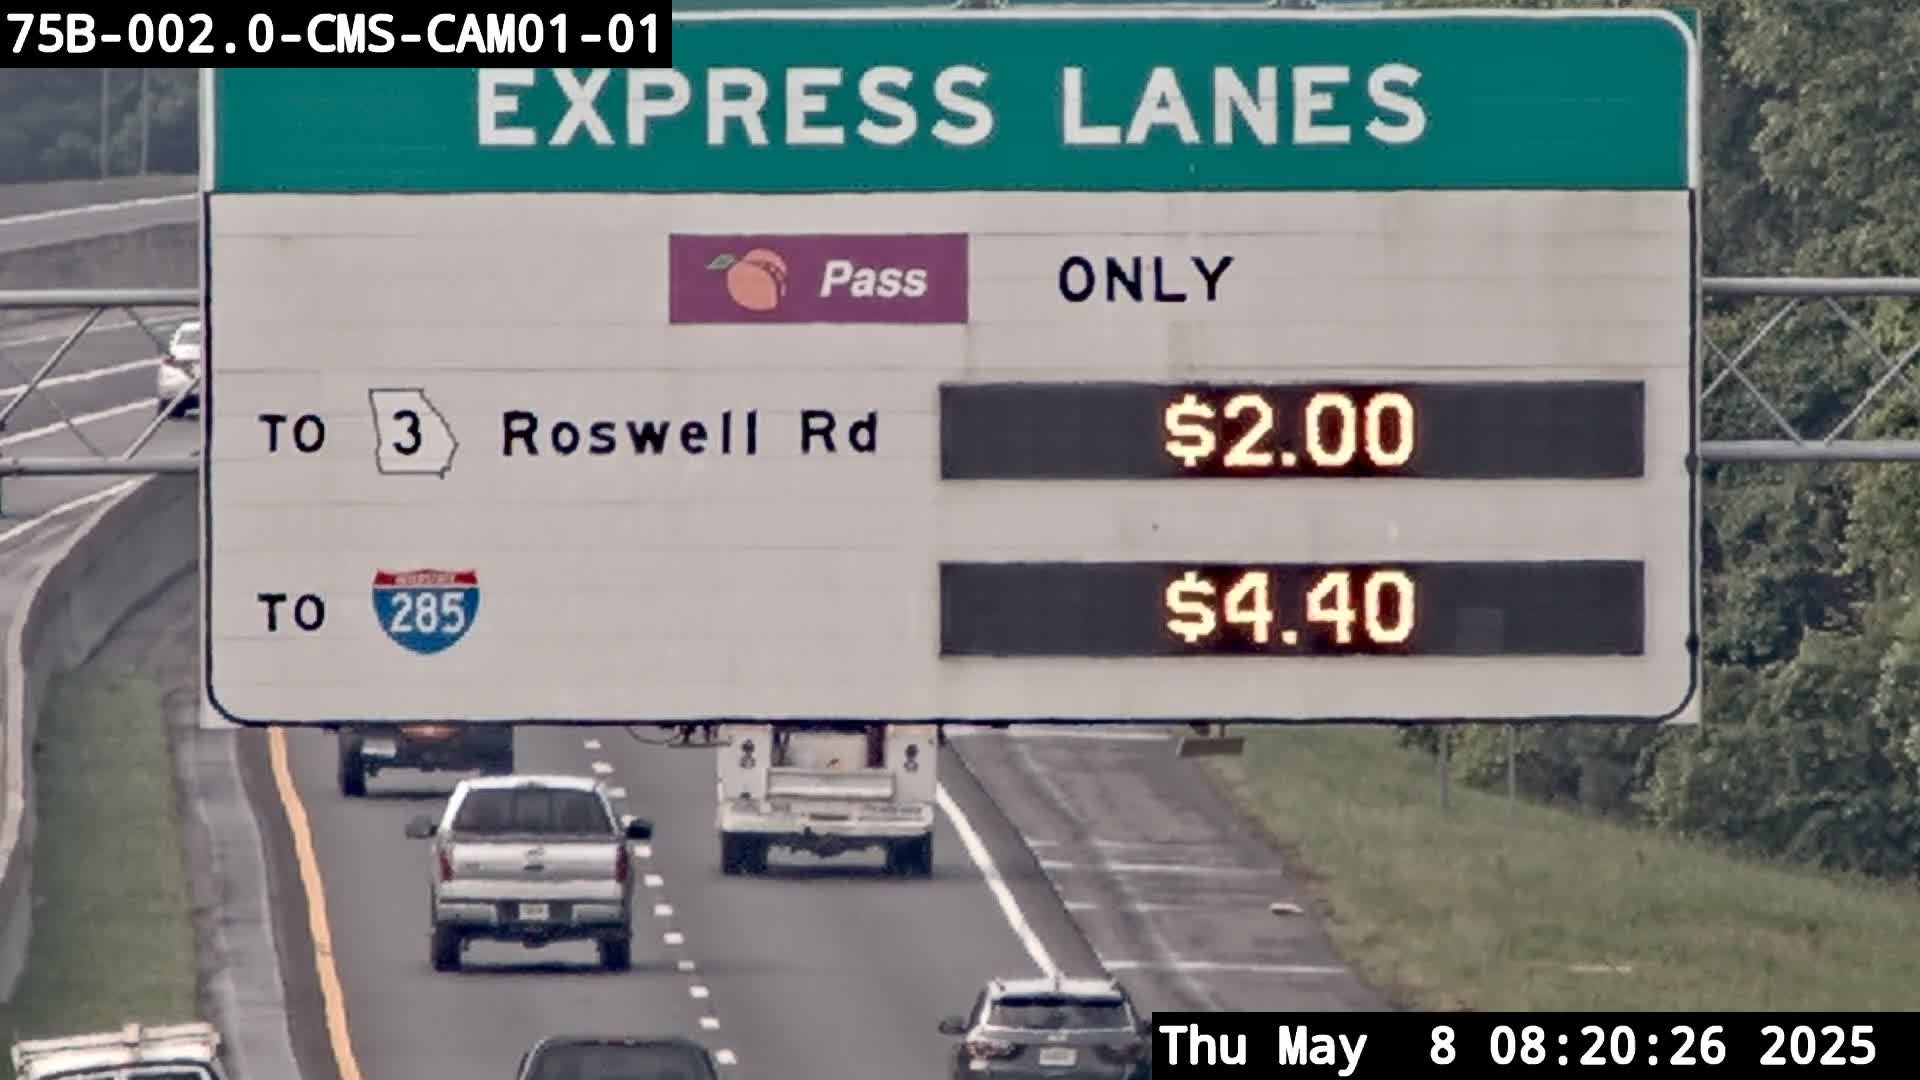 75B-002.0-CMS-CAM01-01
EXPRESS LANES
Pass ONLY
TO 3 Roswell Rd $2.00
TO INTERSTATE 285 $4.40
Thu May 8 08:20:26 2025